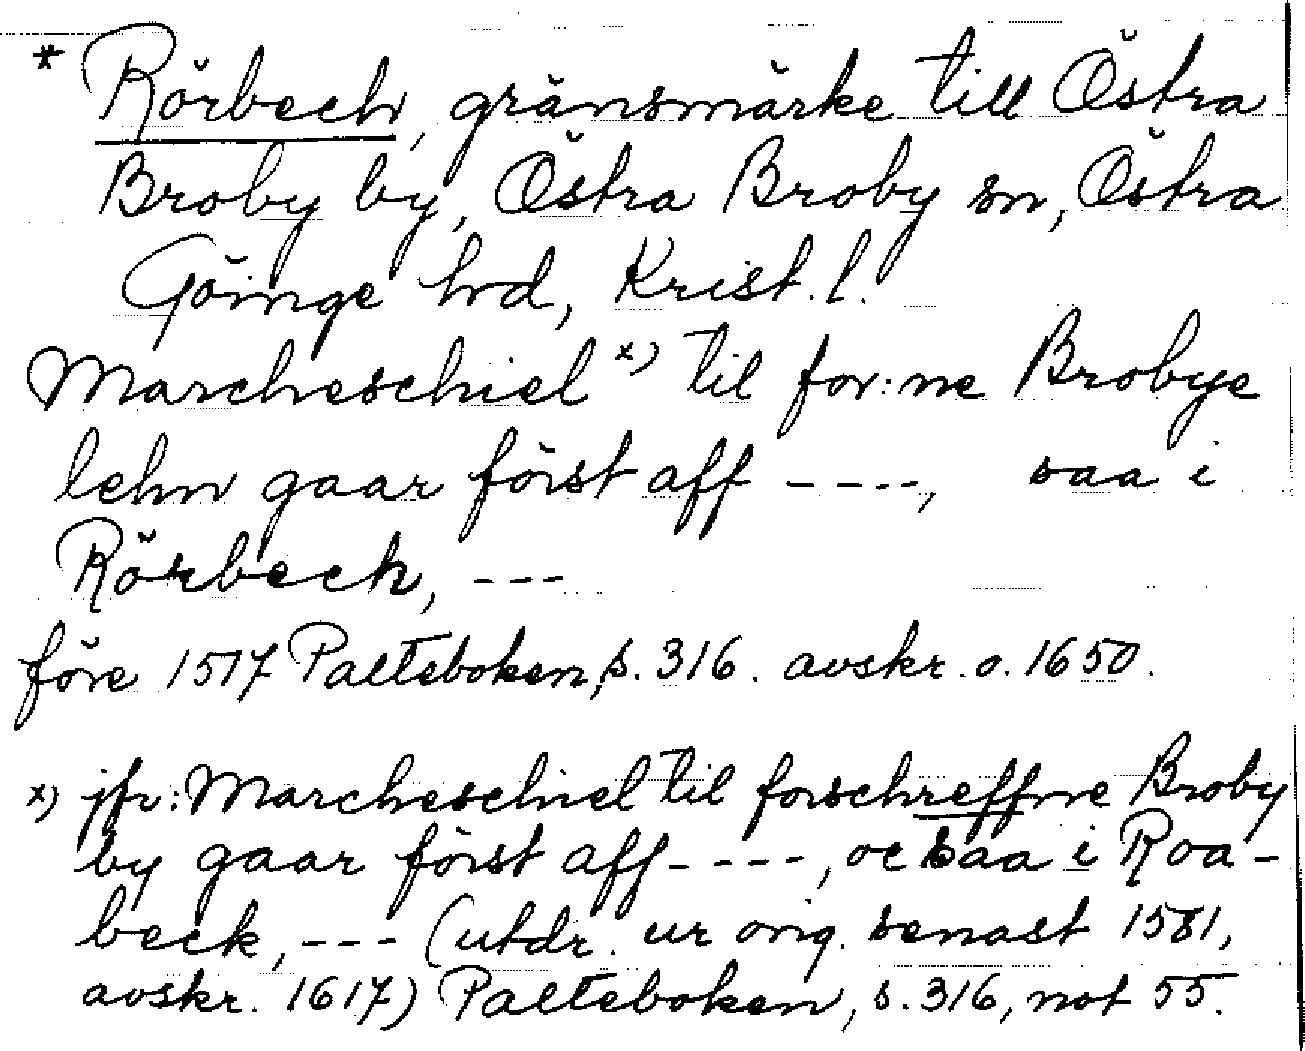 * Rörbech, gränsmärke till Östra
Broby by, Östra Broby sn, Östra
Göinge hd, Krist. l.
Marcheschiel x) til for:ne Brobye
lehn gaar först aff ----, saa i
Rörbech, ---
före 1517 Palteboken, s. 316. avskr. o. 1650.
x) jfr: Marcheschiel til forschreffne Broby
by gaar först aff ----, oc saa i Roa-
beck, --- (utdr. ur orig. senast 1581,
avskr. 1617) Palteboken, s. 316, not 55.